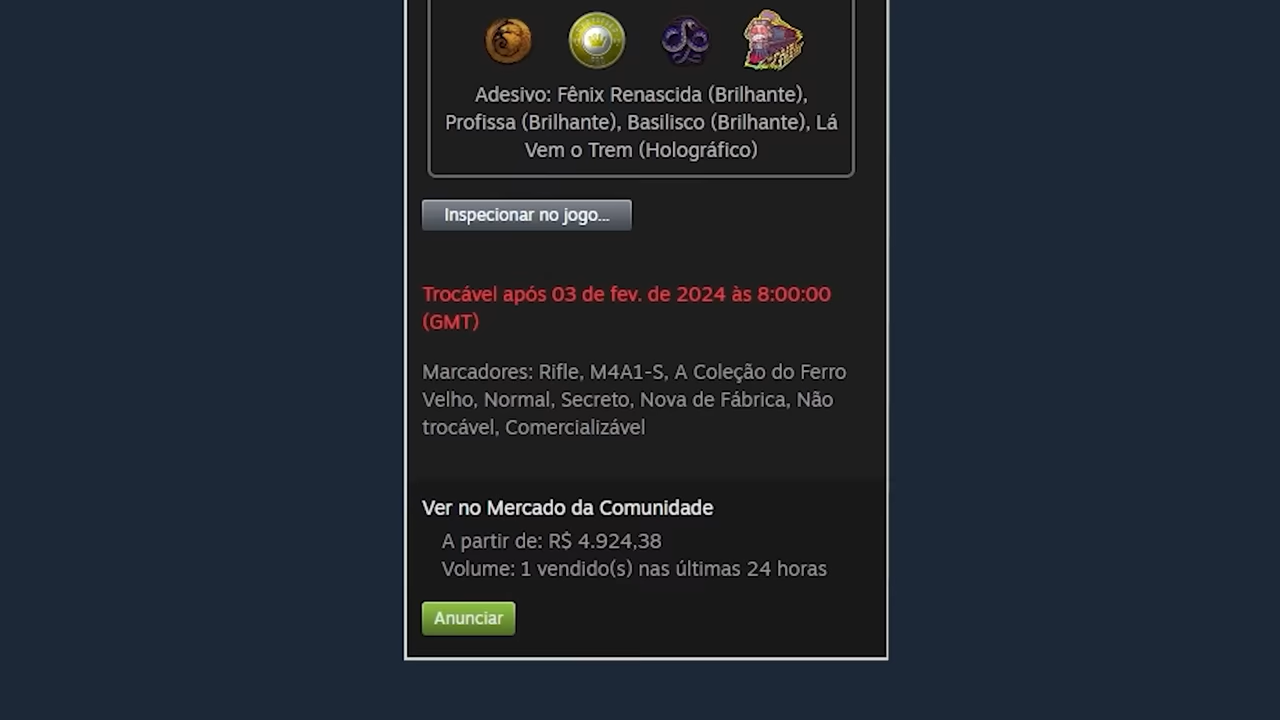 Adesivo: Fênix Renascida (Brilhante),
Profissa (Brilhante), Basilisco (Brilhante), Lá
Vem o Trem (Holográfico)
Inspecionar no jogo...
Trocável após 03 de fev. de 2024 às 8:00:00
(GMT)
Marcadores: Rifle, M4A1-S, A Coleção do Ferro
Velho, Normal, Secreto, Nova de Fábrica, Não
trocável, Comercializável
Ver no Mercado da Comunidade
A partir de: R$ 4.924,38
Volume: 1 vendido(s) nas últimas 24 horas
Anunciar